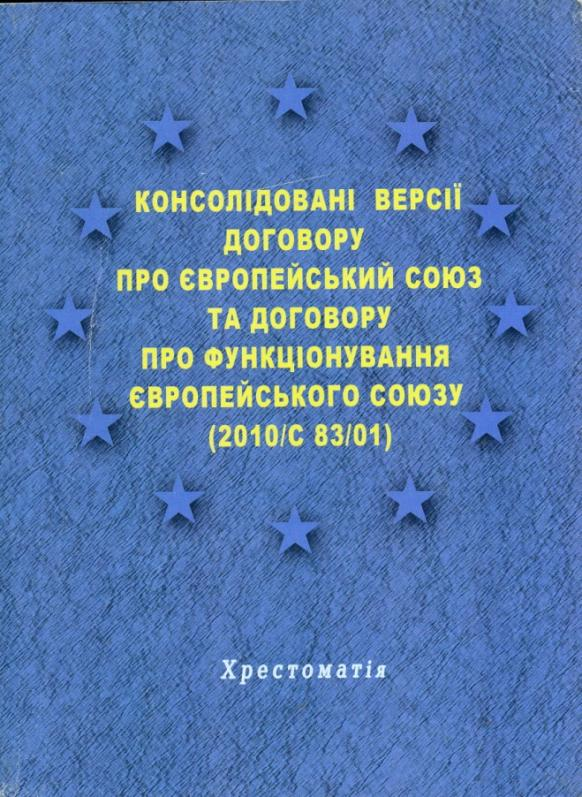 КОНСОЛІДОВАНІ ВЕРСІЇ
ДОГОВОРУ
ПРО ЄВРОПЕЙСЬКИЙ СОЮЗ
ТА ДОГОВОРУ
ПРО ФУНКЦІОНУВАННЯ
ЄВРОПЕЙСЬКОГО СОЮЗУ
(2010/С 83/01)
Хрестоматія